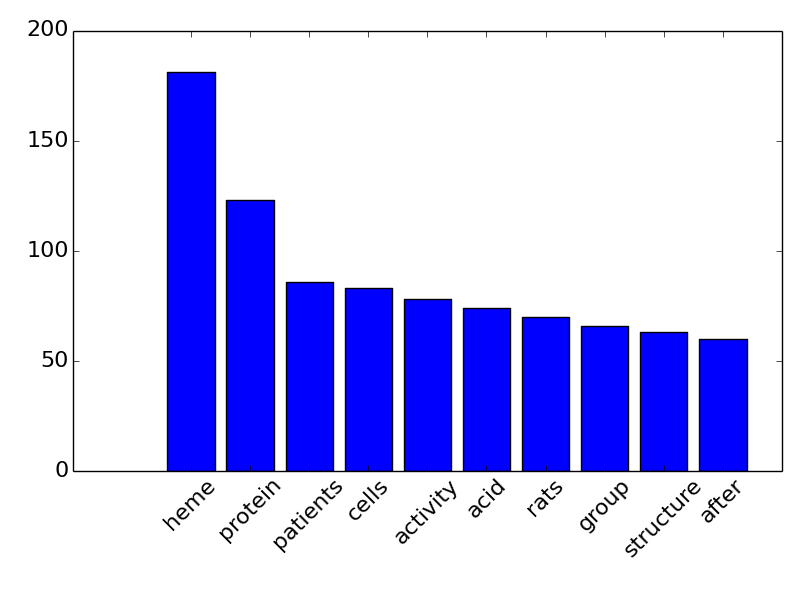 200
150
100
50
0
heme
protein
patients
cells
activity
acid
rats
group
structure
after